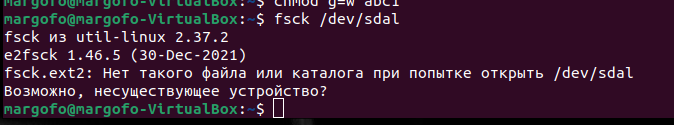 margofo@margofo-VirtualBox:~$ chmod g=w abc1
margofo@margofo-VirtualBox:~$ fsck /dev/sdal
fsck из util-linux 2.37.2
e2fsck 1.46.5 (30-Dec-2021)
fsck.ext2: Нет такого файла или каталога при попытке открыть /dev/sdal
Возможно, несуществующее устройство?
margofo@margofo-VirtualBox:~$